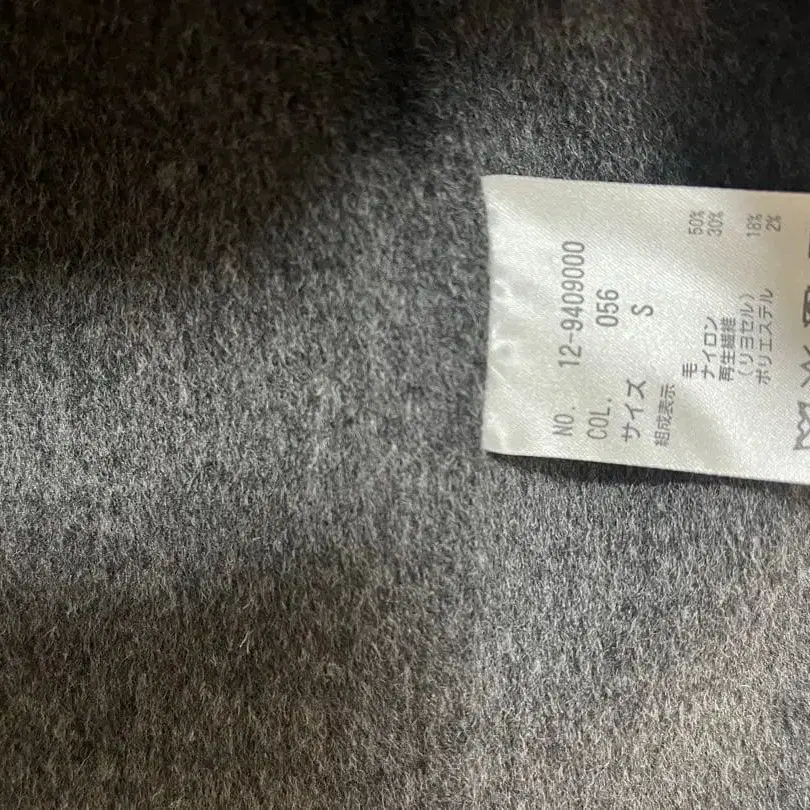 NO. 12-9409000
COL. 056
サイズ S
組成表示
毛 50%
ナイロン 30%
再生繊維
(リヨセル) 18%
ポリエステル 2%